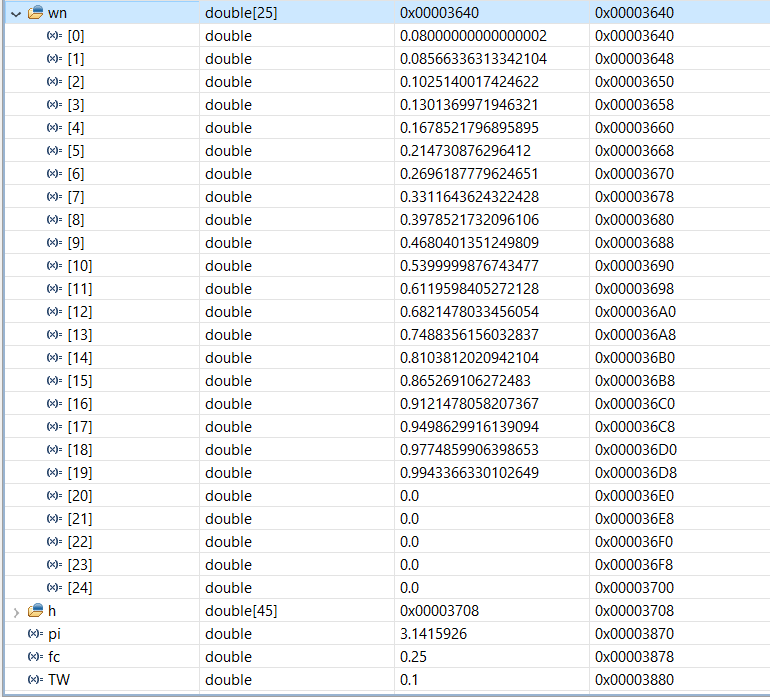 wn double[25] 0x00003640 0x00003640
(x)= [0] double 0.08000000000000002 0x00003640
(x)= [1] double 0.08566336313342104 0x00003648
(x)= [2] double 0.1025140017424622 0x00003650
(x)= [3] double 0.1301369971946321 0x00003658
(x)= [4] double 0.1678521796895895 0x00003660
(x)= [5] double 0.214730876296412 0x00003668
(x)= [6] double 0.2696187779624651 0x00003670
(x)= [7] double 0.3311643624322428 0x00003678
(x)= [8] double 0.3978521732096106 0x00003680
(x)= [9] double 0.4680401351249809 0x00003688
(x)= [10] double 0.5399999876743477 0x00003690
(x)= [11] double 0.6119598405272128 0x00003698
(x)= [12] double 0.6821478033456054 0x000036A0
(x)= [13] double 0.7488356156032837 0x000036A8
(x)= [14] double 0.8103812020942104 0x000036B0
(x)= [15] double 0.865269106272483 0x000036B8
(x)= [16] double 0.9121478058207367 0x000036C0
(x)= [17] double 0.9498629916139094 0x000036C8
(x)= [18] double 0.9774859906398653 0x000036D0
(x)= [19] double 0.9943366330102649 0x000036D8
(x)= [20] double 0.0 0x000036E0
(x)= [21] double 0.0 0x000036E8
(x)= [22] double 0.0 0x000036F0
(x)= [23] double 0.0 0x000036F8
(x)= [24] double 0.0 0x00003700
h double[45] 0x00003708 0x00003708
(x)= pi double 3.1415926 0x00003870
(x)= fc double 0.25 0x00003878
(x)= TW double 0.1 0x00003880